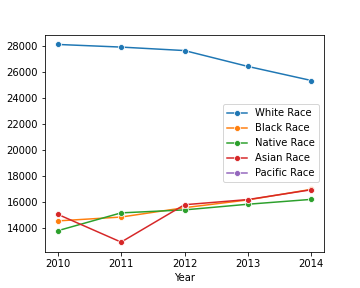 28000
26000
24000
22000
20000
18000
16000
14000
White Race
Black Race
Native Race
Asian Race
Pacific Race
2010 2011 2012 2013 2014
Year